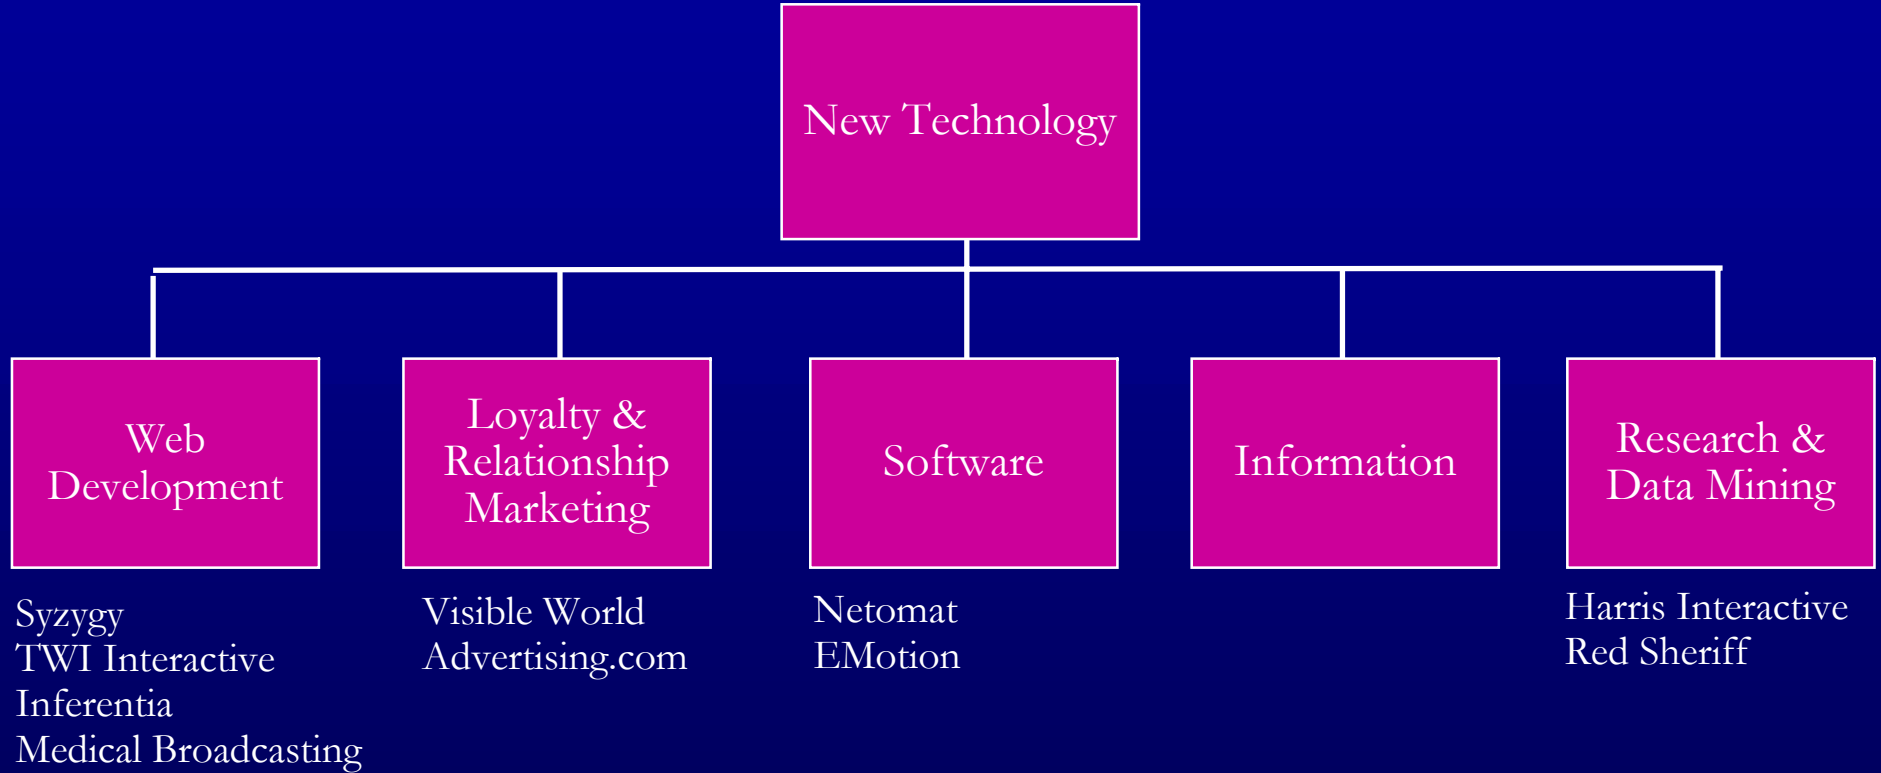 New Technology
Web
Development
Loyalty &
Relationship
Marketing
Software
Information
Research &
Data Mining
Syzygy
TWI Interactive
Inferentia
Medical Broadcasting
Visible World
Advertising.com
Netomat
EMotion
Harris Interactive
Red Sheriff